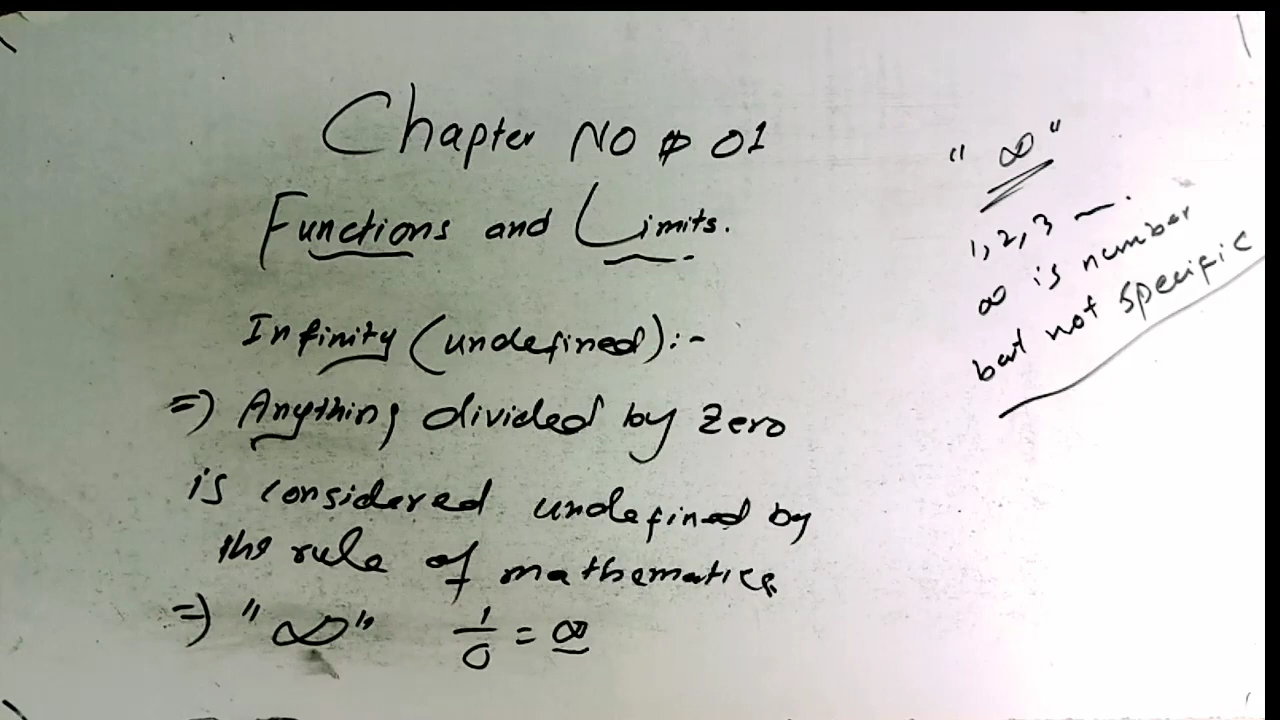 Chapter NO # 01
Functions and Limits.
Infinity (undefined):-
=) Anything divided by Zero
is considered undefined by
the rule of mathematics
=) "∞" 1/0 = ∞
"∞"
1, 2, 3 —.
∞ is number
but not specific